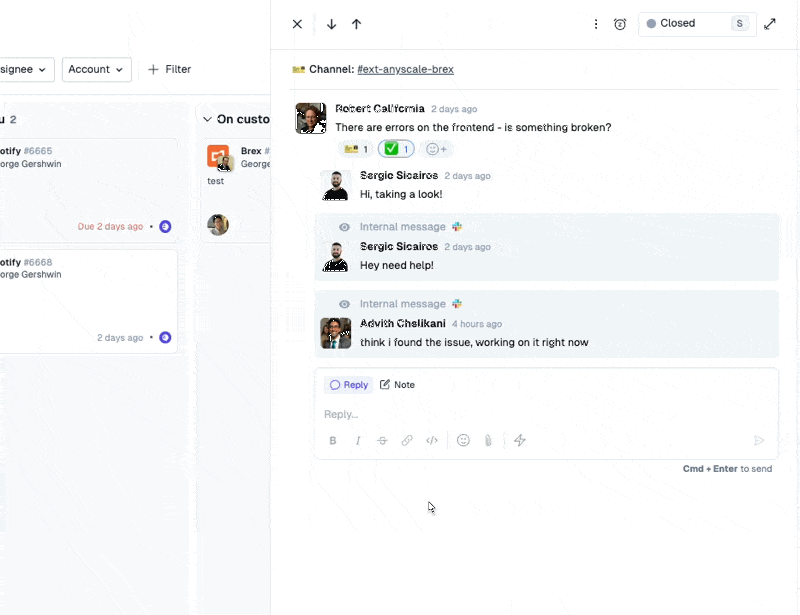 Closed S
signee Account Filter
Channel: #ext-anyscale-brex
u 2
On custo
Robert California 2 days ago
There are errors on the frontend - is something broken?
1 1
otify #6665
orge Gershwin
Brex #
George
test
Due 2 days ago
Sergio Sicairos 2 days ago
Hi, taking a look!
Internal message
Sergio Sicairos 2 days ago
Hey need help!
otify #6668
orge Gershwin
2 days ago
Internal message
Advith Chelikani 4 hours ago
think i found the issue, working on it right now
Reply Note
Reply...
B I S
Cmd + Enter to send